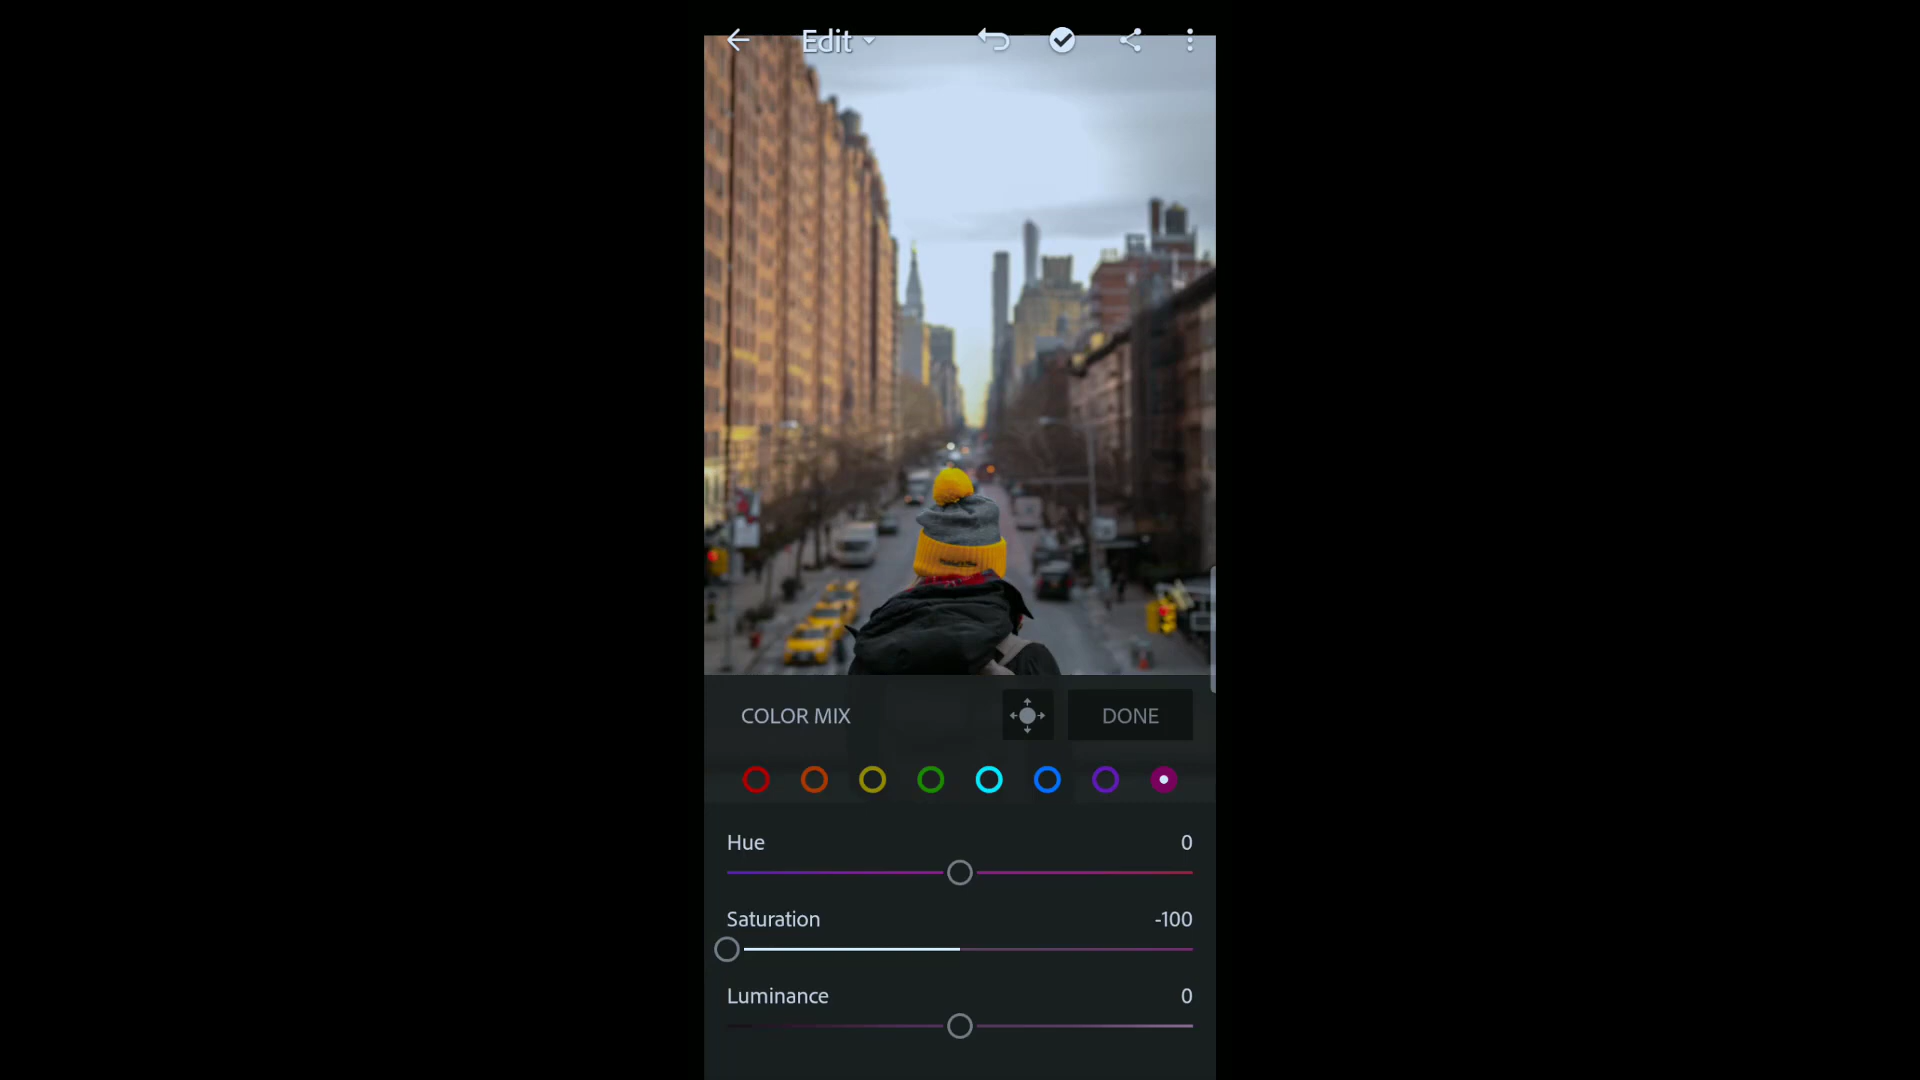 Edit
COLOR MIX
DONE
Hue 0
Saturation -100
Luminance 0